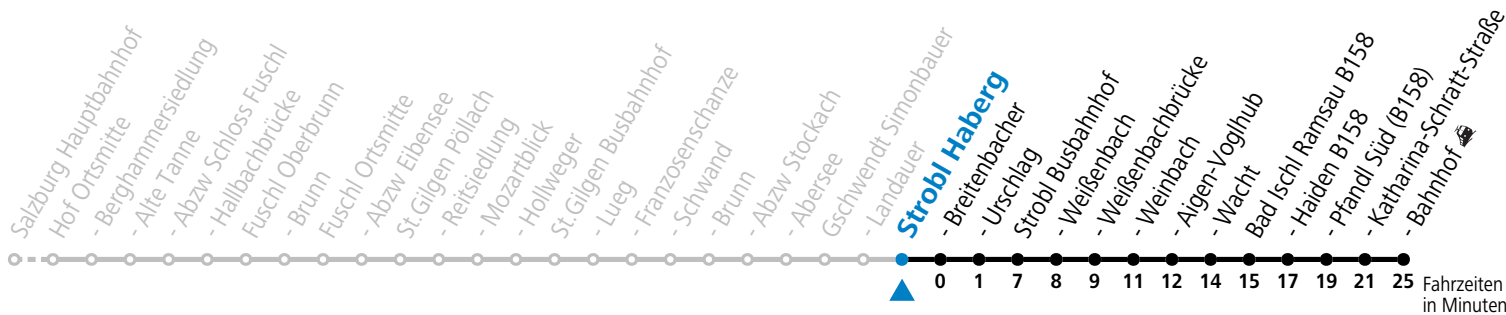 Salzburg Hauptbahnhof
Hof Ortsmitte
- Berghammersiedlung
- Alte Tanne
- Abzw Schloss Fuschl
- Hallbachbrücke
Fuschl Oberbrunn
- Brunn
Fuschl Ortsmitte
- Abzw Eibensee
St.Gilgen Pöllach
- Reitsiedlung
- Mozartblick
- Hollweger
St.Gilgen Busbahnhof
- Lueg
- Franzosenschanze
- Schwand
- Brunn
- Abzw Stockach
- Abersee
Gschwendt Simonbauer
- Landauer
Strobl Haberg
- Breitenbacher
- Urschlag
Strobl Busbahnhof
- Weißenbach
- Weißenbachbrücke
- Weinbach
- Aigen-Voglhub
- Wacht
Bad Ischl Ramsau B158
- Haiden B158
- Pfandl Süd (B158)
- Katharina-Schratt-Straße
- Bahnhof
0 1 7 8 9 11 12 14 15 17 19 21 25 Fahrzeiten
in Minuten